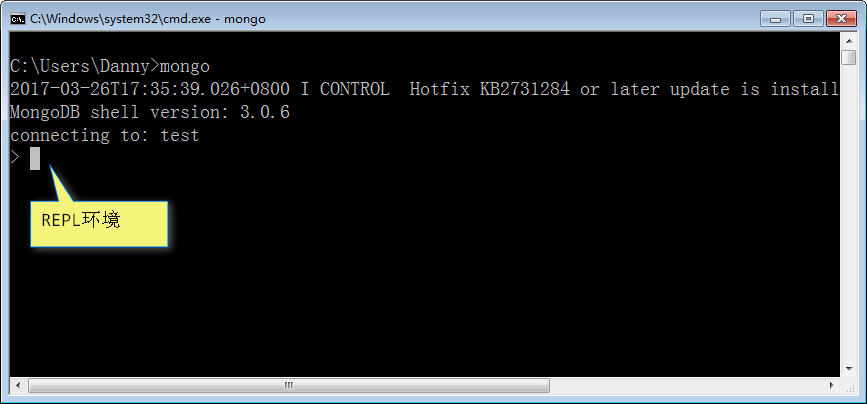 C:\Windows\system32\cmd.exe - mongo
C:\Users\Danny>mongo
2017-03-26T17:35:39.026+0800 I CONTROL  Hotfix KB2731284 or later update is install
MongoDB shell version: 3.0.6
connecting to: test
>
REPL环境